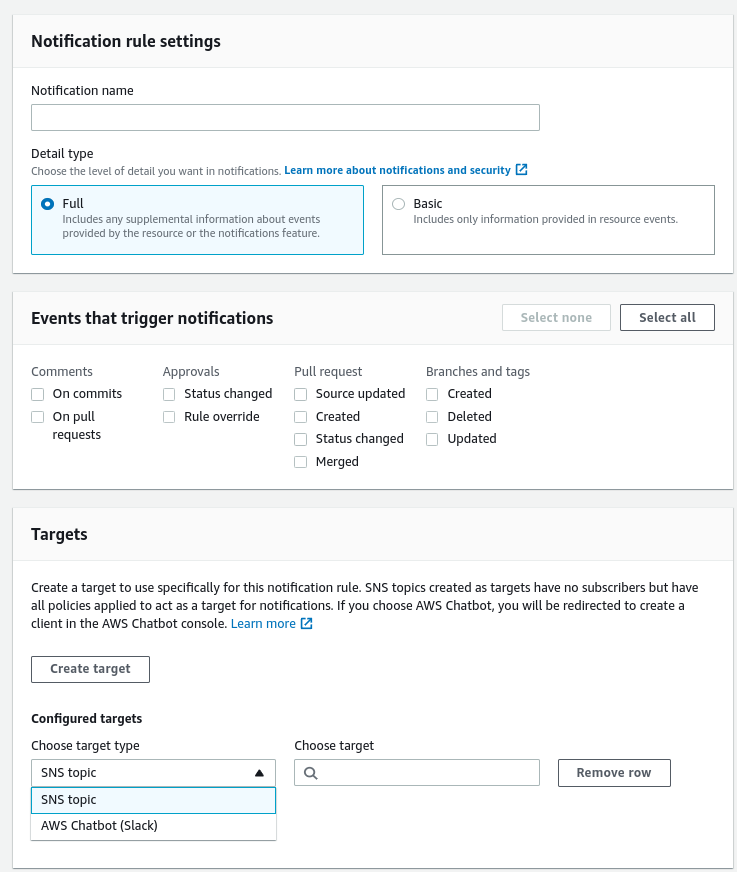 Notification rule settings
Notification name
Detail type
Choose the level of detail you want in notifications. Learn more about notifications and security
Full
Includes any supplemental information about events
provided by the resource or the notifications feature.
Basic
Includes only information provided in resource events.
Events that trigger notifications
Select none
Select all
Comments
On commits
On pull
requests
Approvals
Status changed
Rule override
Pull request
Source updated
Created
Status changed
Merged
Branches and tags
Created
Deleted
Updated
Targets
Create a target to use specifically for this notification rule. SNS topics created as targets have no subscribers but have
all policies applied to act as a target for notifications. If you choose AWS Chatbot, you will be redirected to create a
client in the AWS Chatbot console. Learn more
Create target
Configured targets
Choose target type
SNS topic
SNS topic
AWS Chatbot (Slack)
Choose target
Remove row